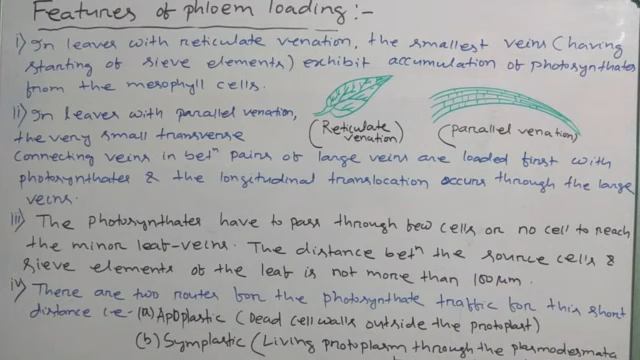 Features of phloem loading:-
i) In leaves with reticulate venation, the smallest veins (having
starting of sieve elements) exhibit accumulation of photosynthates
from the mesophyll cells.
ii) In leaves with parallel venation,
the very small transverse
(Reticulate venation)
(parallel venation)
connecting veins in betn pairs of large veins are loaded first with
photosynthates & the longitudinal translocation occurs through the large
veins.
iii) The photosynthates have to pass through few cells or no cell to reach
the minor leaf-veins. The distance betn the source cells &
sieve elements of the leaf is not more than 100 μm.
iv) There are two routes for the photosynthate traffic for this short
distance i.e- (a) Apoplastic (Dead cell walls outside the protoplast)
(b) Symplastic (Living protoplasm through the plasmodesmata